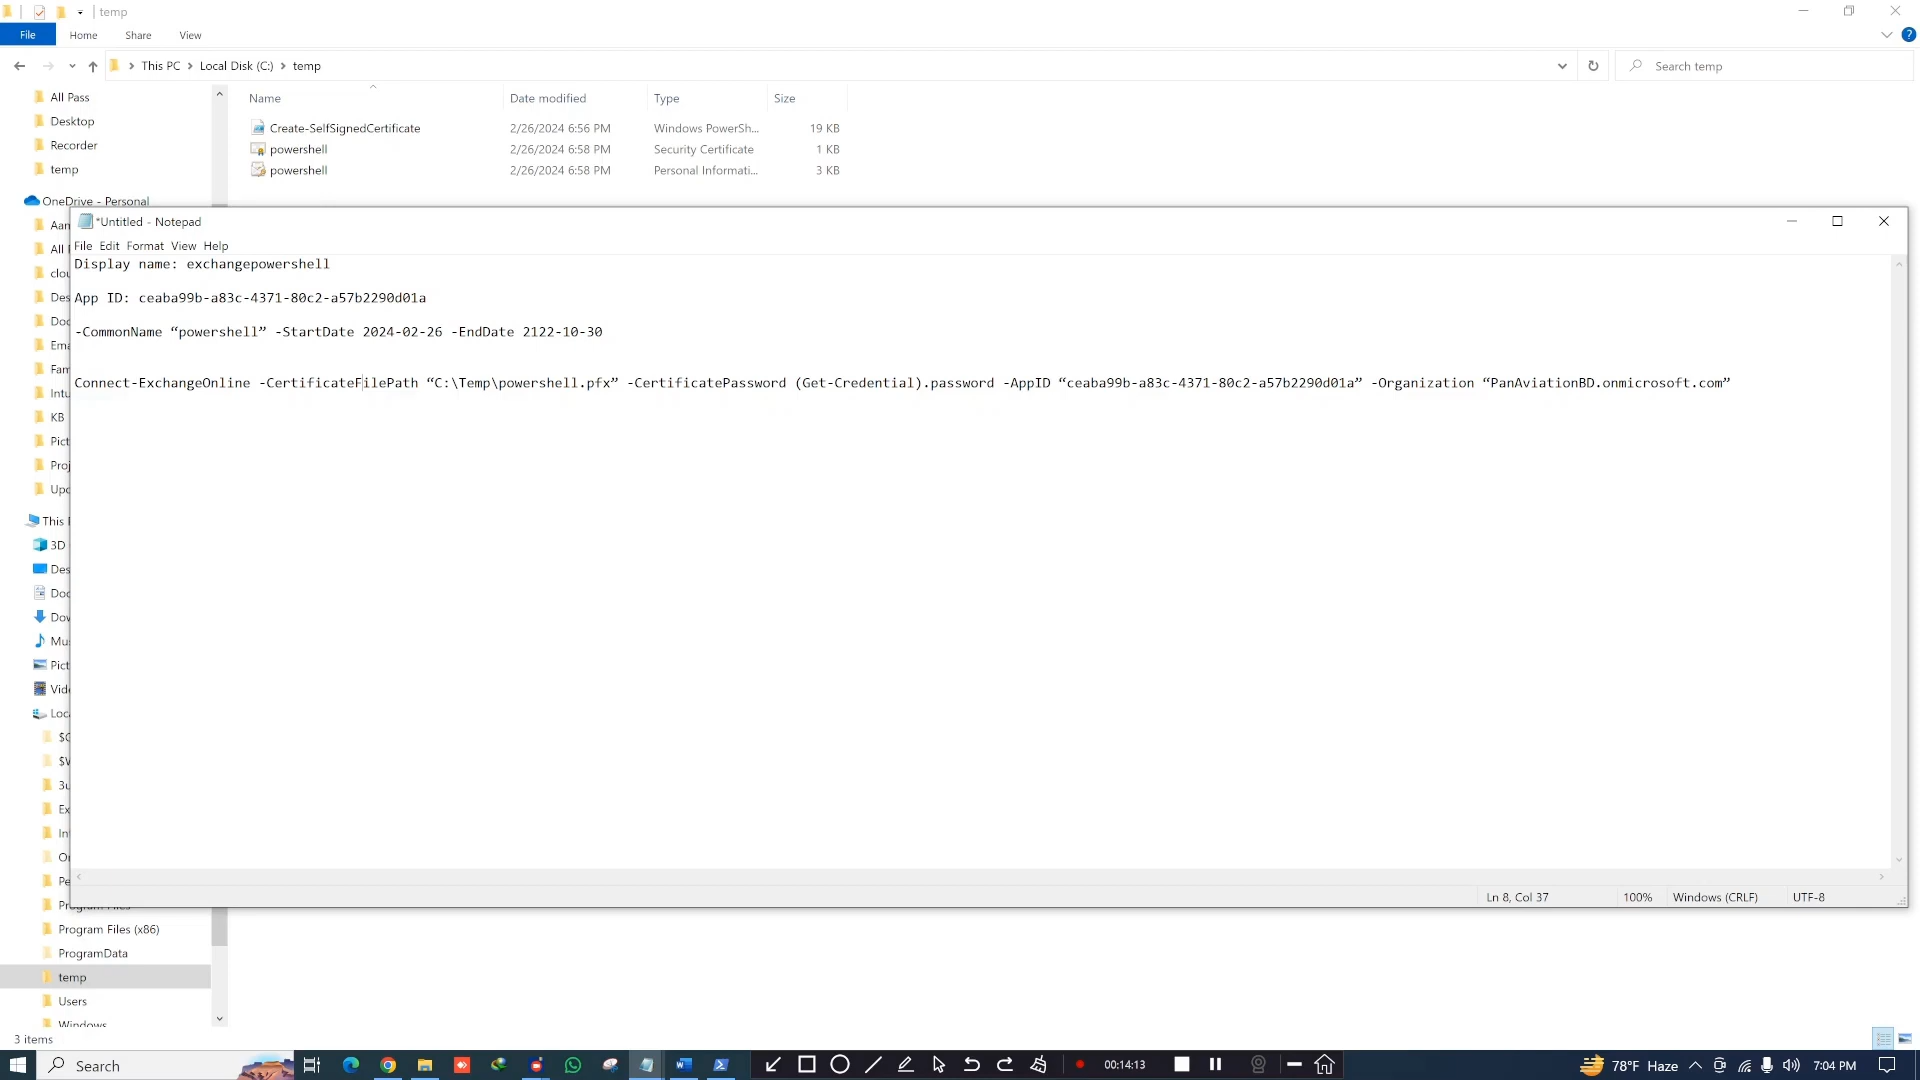 temp
File Home Share View
This PC > Local Disk (C:) > temp
Search temp
Name Date modified Type Size
Create-SelfSignedCertificate 2/26/2024 6:56 PM Windows PowerSh... 19 KB
powershell 2/26/2024 6:58 PM Security Certificate 1 KB
powershell 2/26/2024 6:58 PM Personal Informati... 3 KB
All Pass
Desktop
Recorder
temp
OneDrive - Personal
*Untitled - Notepad
File Edit Format View Help
Display name: exchangepowershell
App ID: ceaba99b-a83c-4371-80c2-a57b2290d01a
-CommonName “powershell” -StartDate 2024-02-26 -EndDate 2122-10-30
Connect-ExchangeOnline -CertificateFilePath “C:\Temp\powershell.pfx” -CertificatePassword (Get-Credential).password -AppID “ceaba99b-a83c-4371-80c2-a57b2290d01a” -Organization “PanAviationBD.onmicrosoft.com”
KB
This
3D
Ln 8, Col 37 100% Windows (CRLF) UTF-8
Program Files
Program Files (x86)
ProgramData
temp
Users
Windows
3 items
Search
00:14:13
78°F Haze
7:04 PM